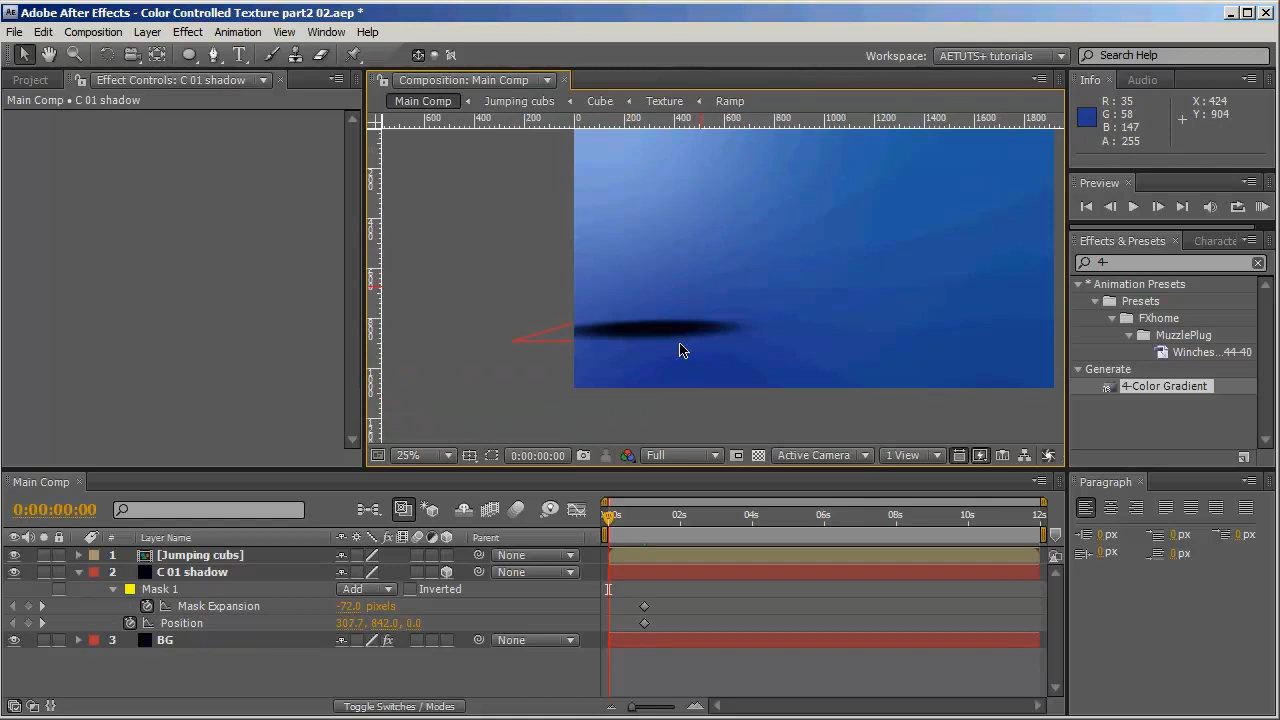 Adobe After Effects - Color Controlled Texture part2 02.aep *
File Edit Composition Layer Effect Animation View Window Help
Workspace: AETUTS+ tutorials Search Help
Project Effect Controls: C 01 shadow Composition: Main Comp Info Audio
Main Comp • C 01 shadow Main Comp Jumping cubs Cube Texture Ramp
R : 35 X : 424
G : 58 Y : 904
B : 147
A : 255
600 400 200 0 200 400 600 800 1000 1200 1400 1600 1800
Preview
Effects & Presets Characte
4-
* Animation Presets
Presets
FXhome
MuzzlePlug
Winches...44-40
Generate
4-Color Gradient
25% 0:00:00:00 Full Active Camera 1 View
Main Comp Paragraph
0:00:00:00
02s 04s 06s 08s 10s 12s
# Layer Name Parent
0 px 0 px 0 px
0 px 0 px
1 [Jumping cubs] None
2 C 01 shadow None
Mask 1 Add Inverted
Mask Expansion -72.0 pixels
Position 307.7, 842.0, 0.0
3 BG None
Toggle Switches / Modes